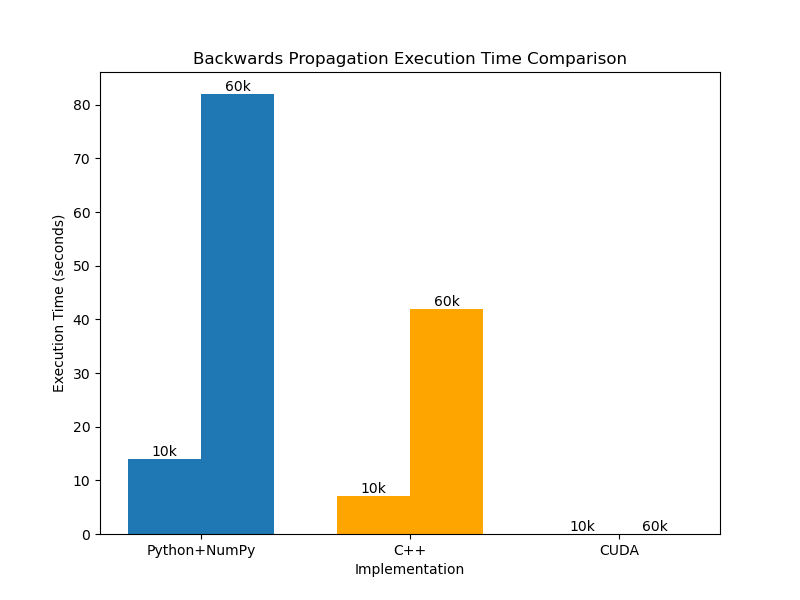 Backwards Propagation Execution Time Comparison
Execution Time (seconds)
80
70
60
50
40
30
20
10
0
10k
60k
10k
60k
10k
60k
Python+NumPy
C++
CUDA
Implementation